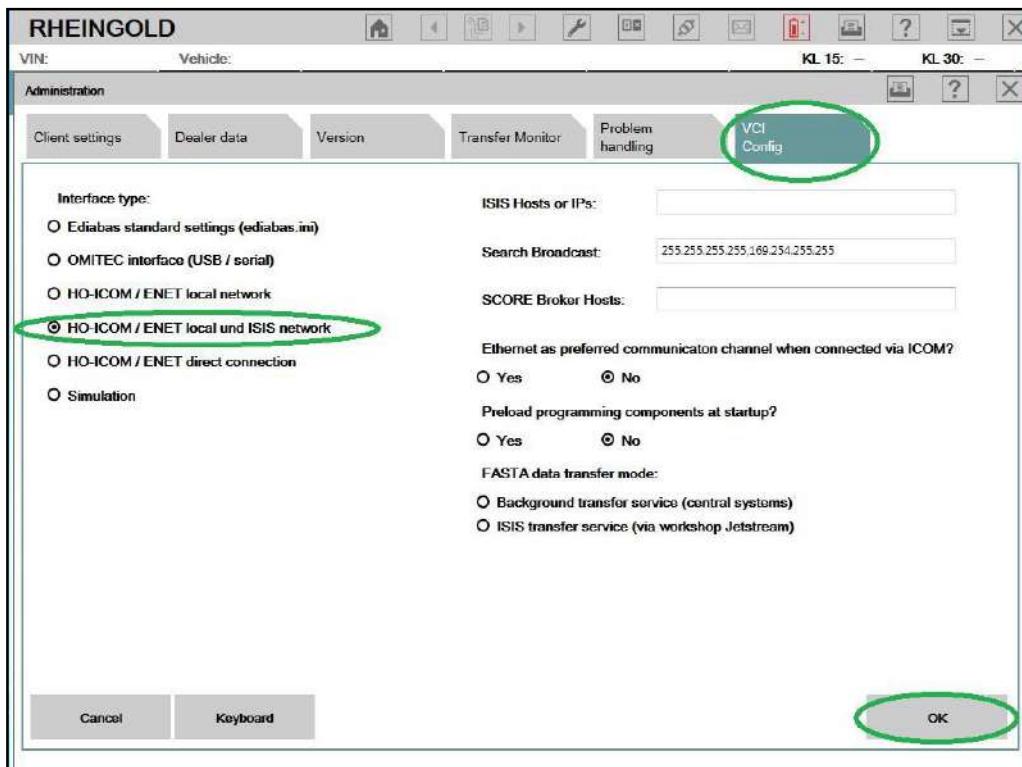 RHEINGOLD
VIN: Vehicle: KL 15: – KL 30: –
Administration
Client settings
Dealer data
Version
Transfer Monitor
Problem
handling
VCI
Config
Interface type:
Ediabas standard settings (ediabas.ini)
OMITEC interface (USB / serial)
HO-ICOM / ENET local network
HO-ICOM / ENET local und ISIS network
HO-ICOM / ENET direct connection
Simulation
ISIS Hosts or IPs:
Search Broadcast: 255.255.255.255,169.254.255.255
SCORE Broker Hosts:
Ethernet as preferred communicaton channel when connected via ICOM?
Yes No
Preload programming components at startup?
Yes No
FASTA data transfer mode:
Background transfer service (central systems)
ISIS transfer service (via workshop Jetstream)
Cancel Keyboard OK